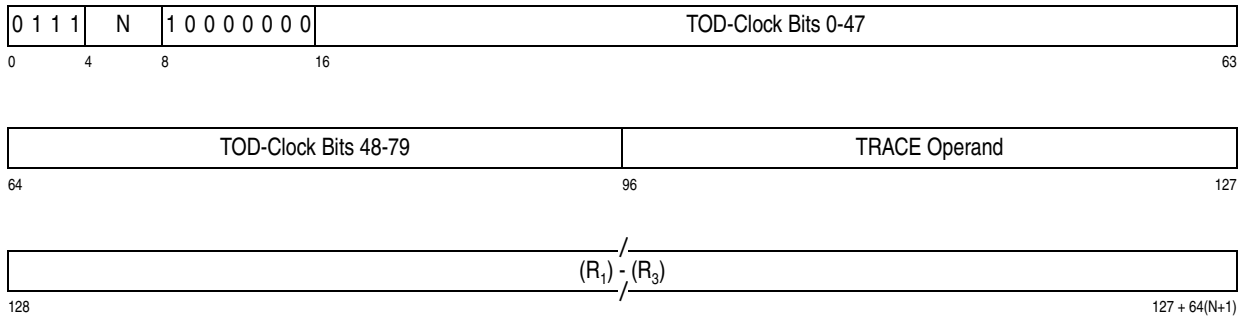 0 1 1 1 N 1 0 0 0 0 0 0 0 TOD-Clock Bits 0-47
0 4 8 16 63
TOD-Clock Bits 48-79 TRACE Operand
64 96 127
(R₁) - (R₃)
128 127 + 64(N+1)